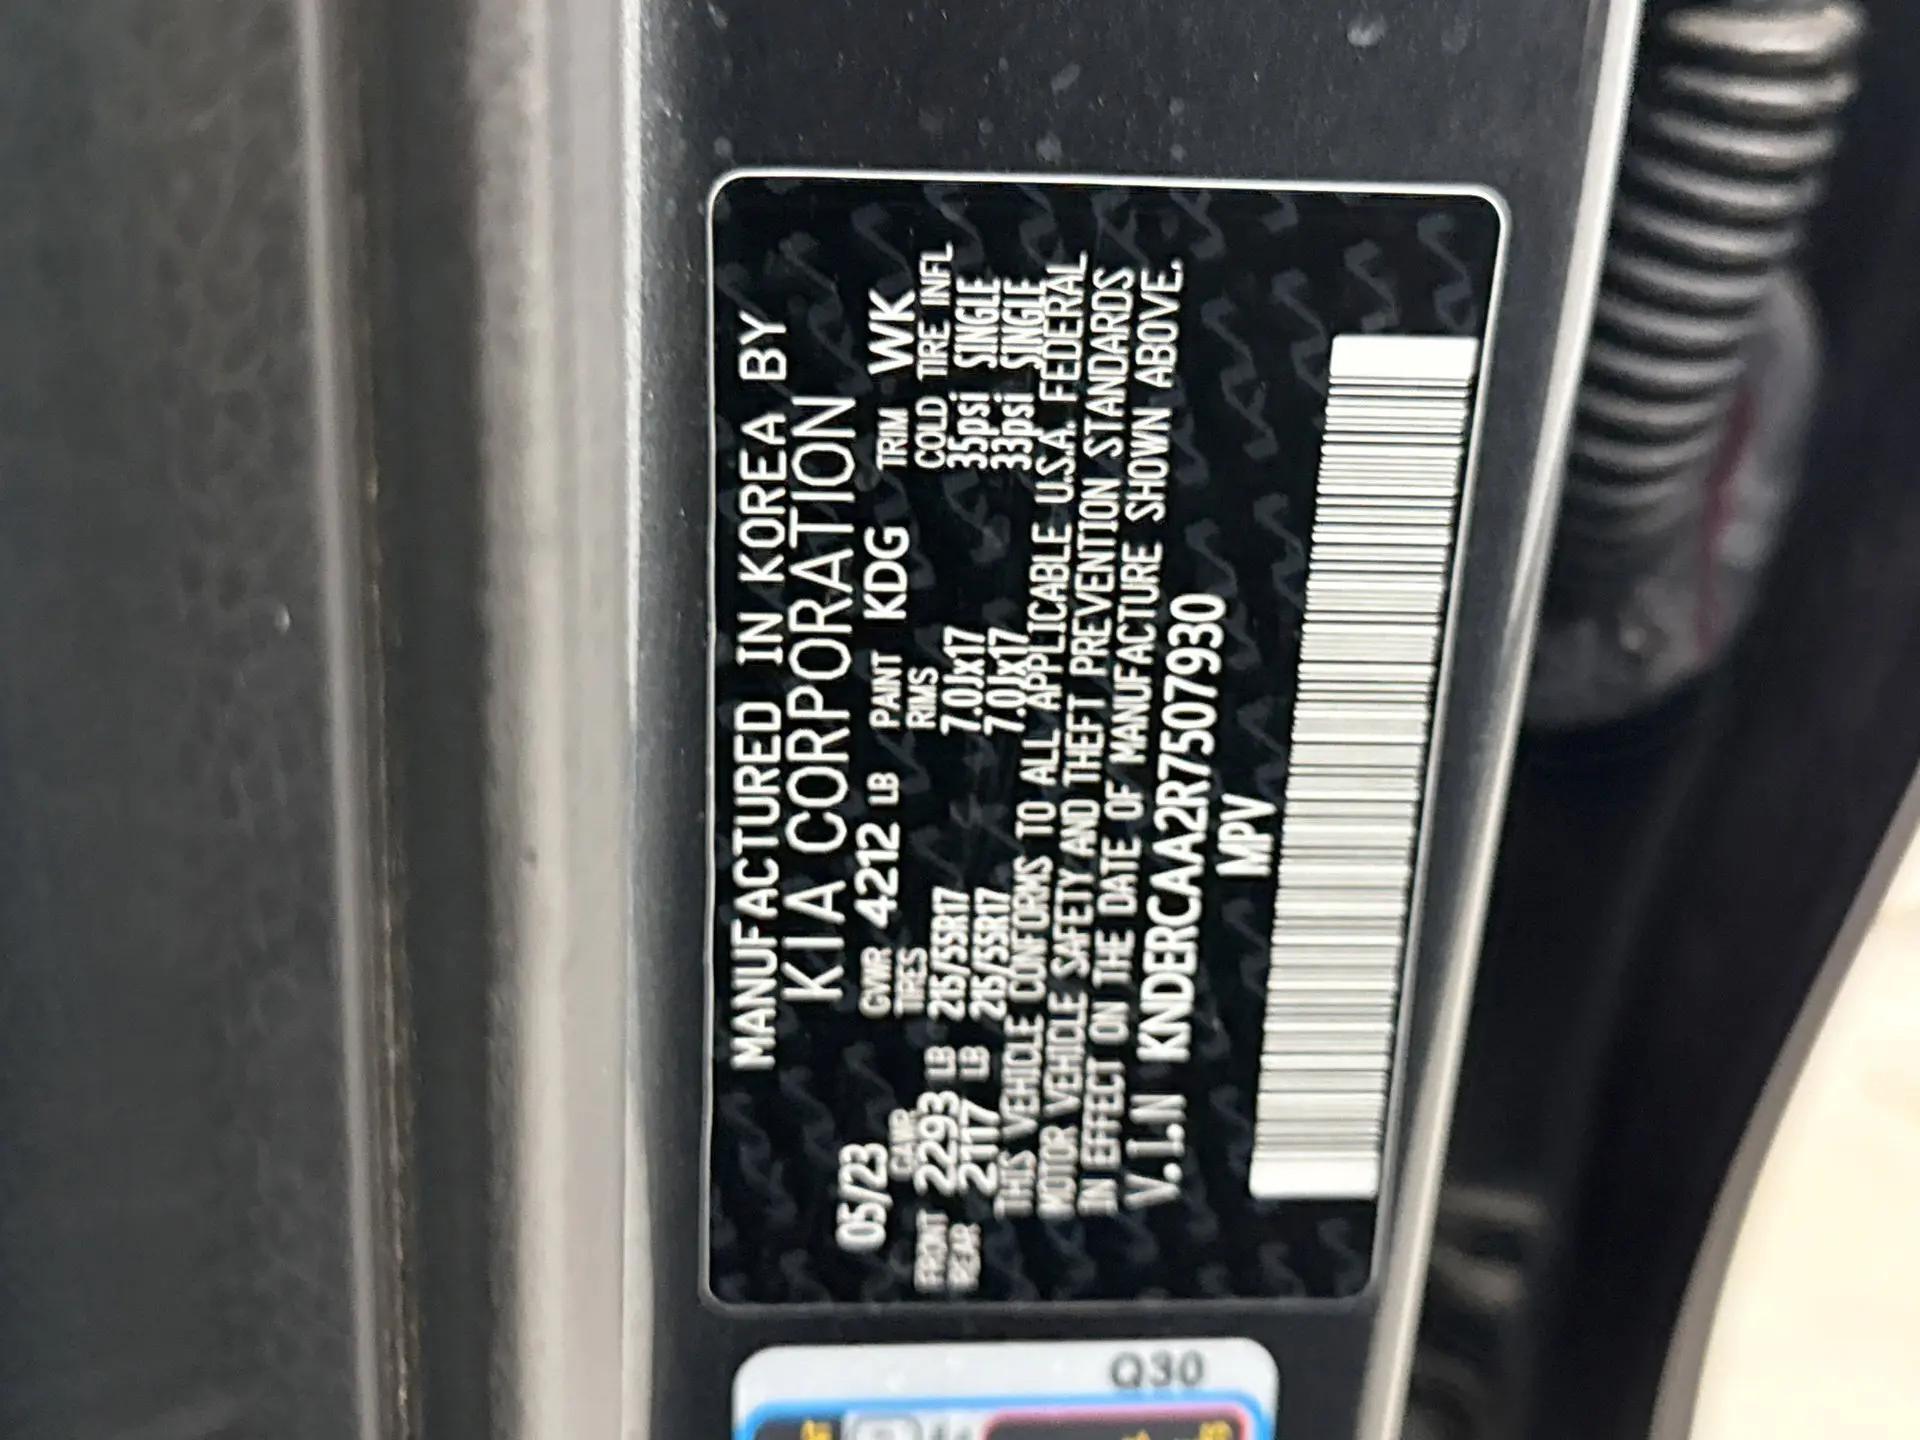 MANUFACTURED IN KOREA BY
KIA CORPORATION
05/23 GVWR 4212 LB PAINT KDG TRIM WK
GAWR TIRES RIMS COLD TIRE INFL
FRONT 2293 LB 215/55R17 7.0Jx17 35psi SINGLE
REAR 2117 LB 215/55R17 7.0Jx17 33psi SINGLE
THIS VEHICLE CONFORMS TO ALL APPLICABLE U.S.A. FEDERAL
MOTOR VEHICLE SAFETY AND THEFT PREVENTION STANDARDS
IN EFFECT ON THE DATE OF MANUFACTURE SHOWN ABOVE.
V.I.N KNDERCAA2R7507930
MPV
Q30